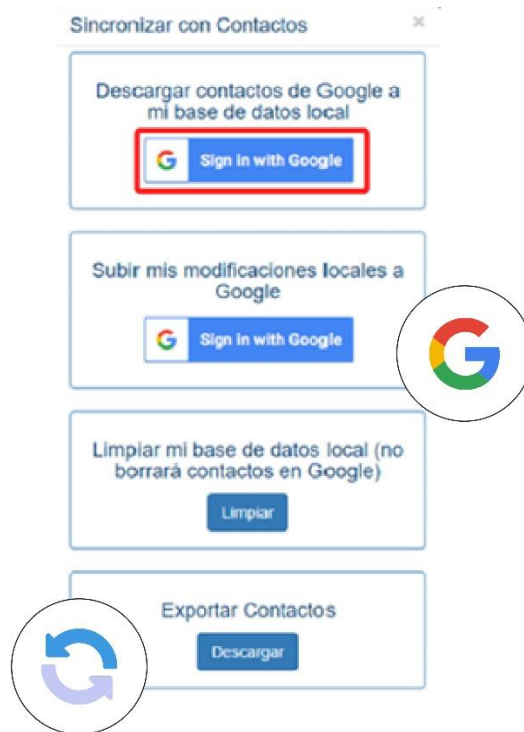 Sincronizar con Contactos ×
Descargar contactos de Google a
mi base de datos local
Sign in with Google
Subir mis modificaciones locales a
Google
Sign in with Google
Limpiar mi base de datos local (no
borrará contactos en Google)
Limpiar
Exportar Contactos
Descargar